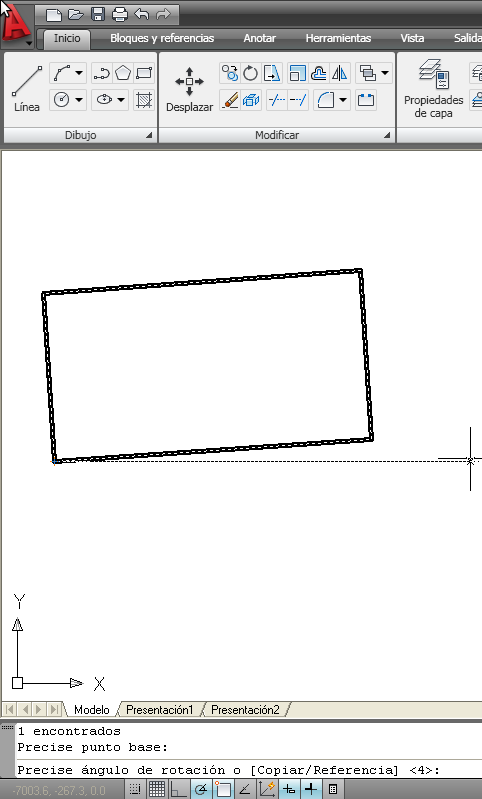 Inicio Bloques y referencias Anotar Herramientas Vista Salida
Línea
Desplazar
Propiedades
de capa
Dibujo
Modificar
Y
X
Modelo Presentación1 Presentación2
1 encontrados
Precise punto base:
Precise ángulo de rotación o [Copiar/Referencia] <4>:
-7003.6, -267.3, 0.0